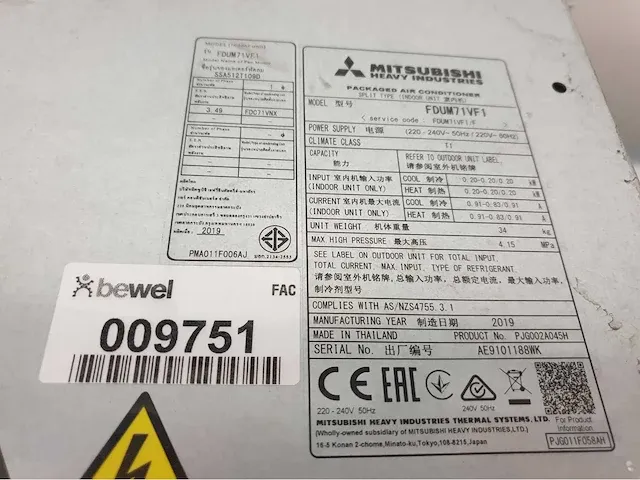 FDUM71VF1
SSA512T109D
3.49 FDC71VNX
2019
PMA011F006AJ
มอก.2134-2553
bewel
FAC
009751
MITSUBISHI
HEAVY INDUSTRIES
PACKAGED AIR CONDITIONER
SPLIT TYPE (INDOOR UNIT 室内机)
MODEL 型号 FDUM71VF1
( service code: FDUM71VF1/F )
POWER SUPPLY 电源 (220-240V~50Hz/220V~60Hz)
CLIMATE CLASS T1
CAPACITY 能力 REFER TO OUTDOOR UNIT LABEL. 请参阅室外机铭牌
INPUT 室内机输入功率 (INDOOR UNIT ONLY) COOL 制冷 0.20-0.20/0.20 kW
HEAT 制热 0.20-0.20/0.20 kW
CURRENT 室内机最大电流 (INDOOR UNIT ONLY) COOL 制冷 0.91-0.83/0.91 A
HEAT 制热 0.91-0.83/0.91 A
UNIT WEIGHT 机体重量 34 kg
MAX HIGH PRESSURE 最大高压 4.15 MPa
SEE LABEL ON OUTDOOR UNIT FOR TOTAL INPUT.
TOTAL CURRENT. MAX INPUT. TYPE OF REFRIGERANT.
请参阅室外机铭牌,总输入功率,总额定电流,最大输入功率,
制冷剂型号
COMPLIES WITH AS/NZS4755.3.1
MANUFACTURING YEAR 制造日期 2019
MADE IN THAILAND PRODUCT No. PJG002A045H
SERIAL No. 出厂编号 AE9101188WK
CE EAC
220-240V 50Hz
240V 50Hz
For Product
Information
MITSUBISHI HEAVY INDUSTRIES THERMAL SYSTEMS, LTD.
(Wholly-owned subsidiary of MITSUBISHI HEAVY INDUSTRIES, LTD.)
16-5 Konan 2-chome, Minato-ku, Tokyo, 108-8215, Japan
PJG011F058AH